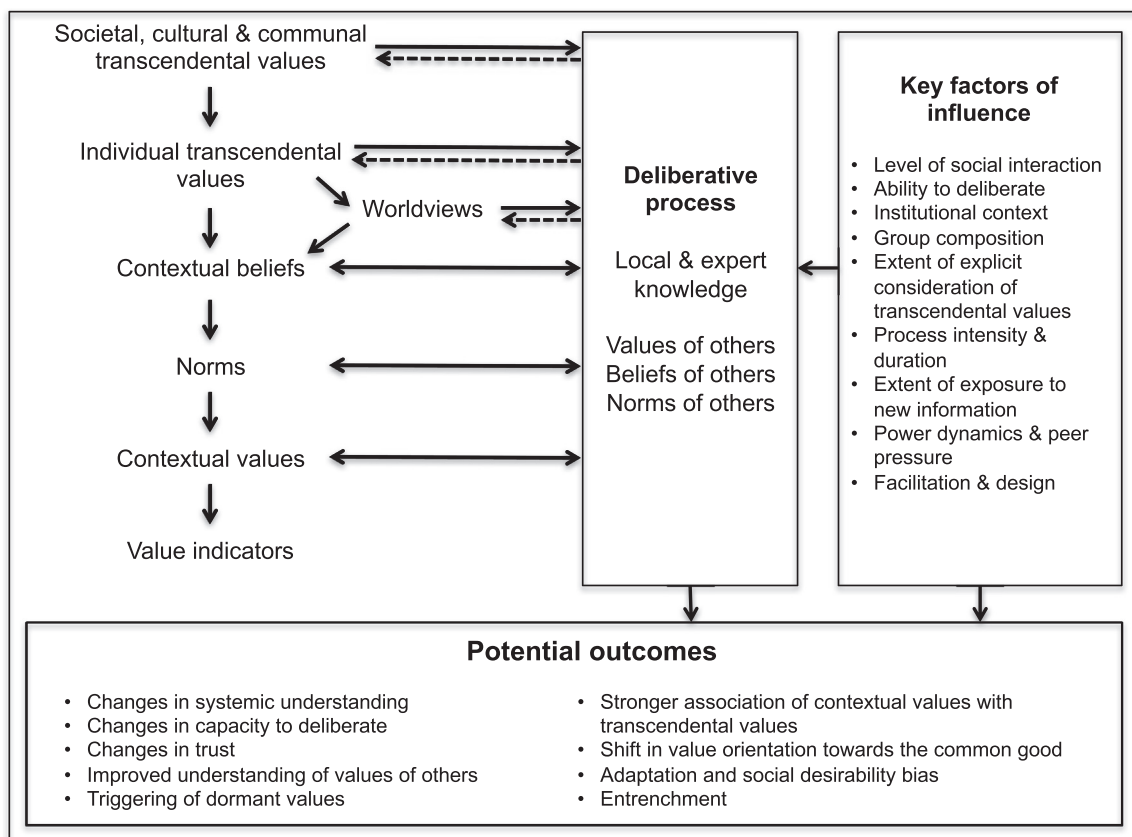 Societal, cultural & communal
transcendental values
Individual transcendental
values
Worldviews
Contextual beliefs
Norms
Contextual values
Value indicators
Deliberative
process
Local & expert
knowledge
Values of others
Beliefs of others
Norms of others
Key factors of
influence
• Level of social interaction
• Ability to deliberate
• Institutional context
• Group composition
• Extent of explicit
consideration of
transcendental values
• Process intensity &
duration
• Extent of exposure to
new information
• Power dynamics & peer
pressure
• Facilitation & design
Potential outcomes
• Changes in systemic understanding
• Changes in capacity to deliberate
• Changes in trust
• Improved understanding of values of others
• Triggering of dormant values
• Stronger association of contextual values with
transcendental values
• Shift in value orientation towards the common good
• Adaptation and social desirability bias
• Entrenchment